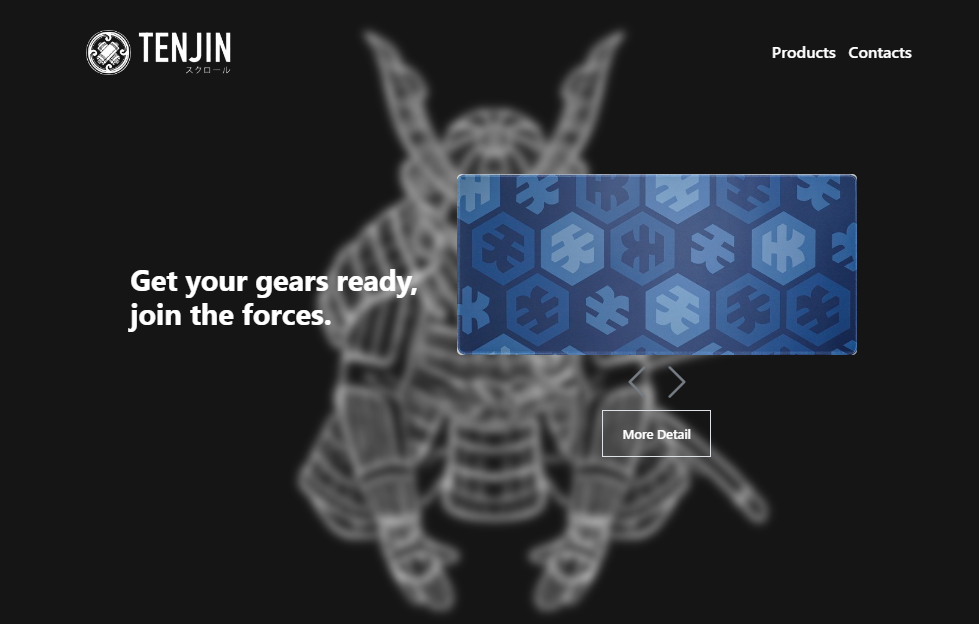 TENJIN
スクロール
Products Contacts
Get your gears ready,
join the forces.
More Detail